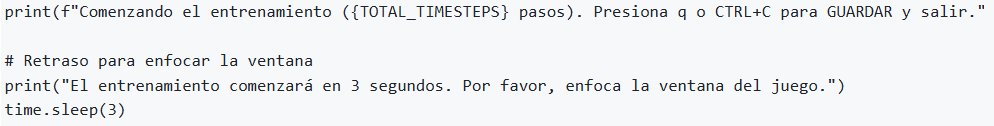 print(f"Comenzando el entrenamiento ({TOTAL_TIMESTEPS} pasos). Presiona q o CTRL+C para GUARDAR y salir."
# Retraso para enfocar la ventana
print("El entrenamiento comenzará en 3 segundos. Por favor, enfoca la ventana del juego.")
time.sleep(3)